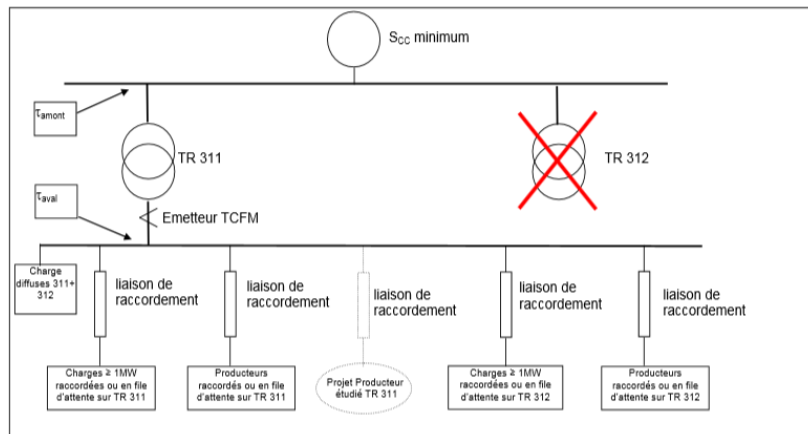 S_CC minimum
τ_amont
TR 311
TR 312
τ_aval
Emetteur TCFM
Charge
diffuses 311+
312
liaison de
raccordement
liaison de
raccordement
liaison de
raccordement
liaison de
raccordement
liaison de
raccordement
Charges ≥ 1MW
raccordées ou en file
d'attente sur TR 311
Producteurs
raccordés ou en file
d'attente sur TR 311
Projet Producteur
étudié TR 311
Charges ≥ 1MW
raccordées ou en file
d'attente sur TR 312
Producteurs
raccordés ou en file
d'attente sur TR 312